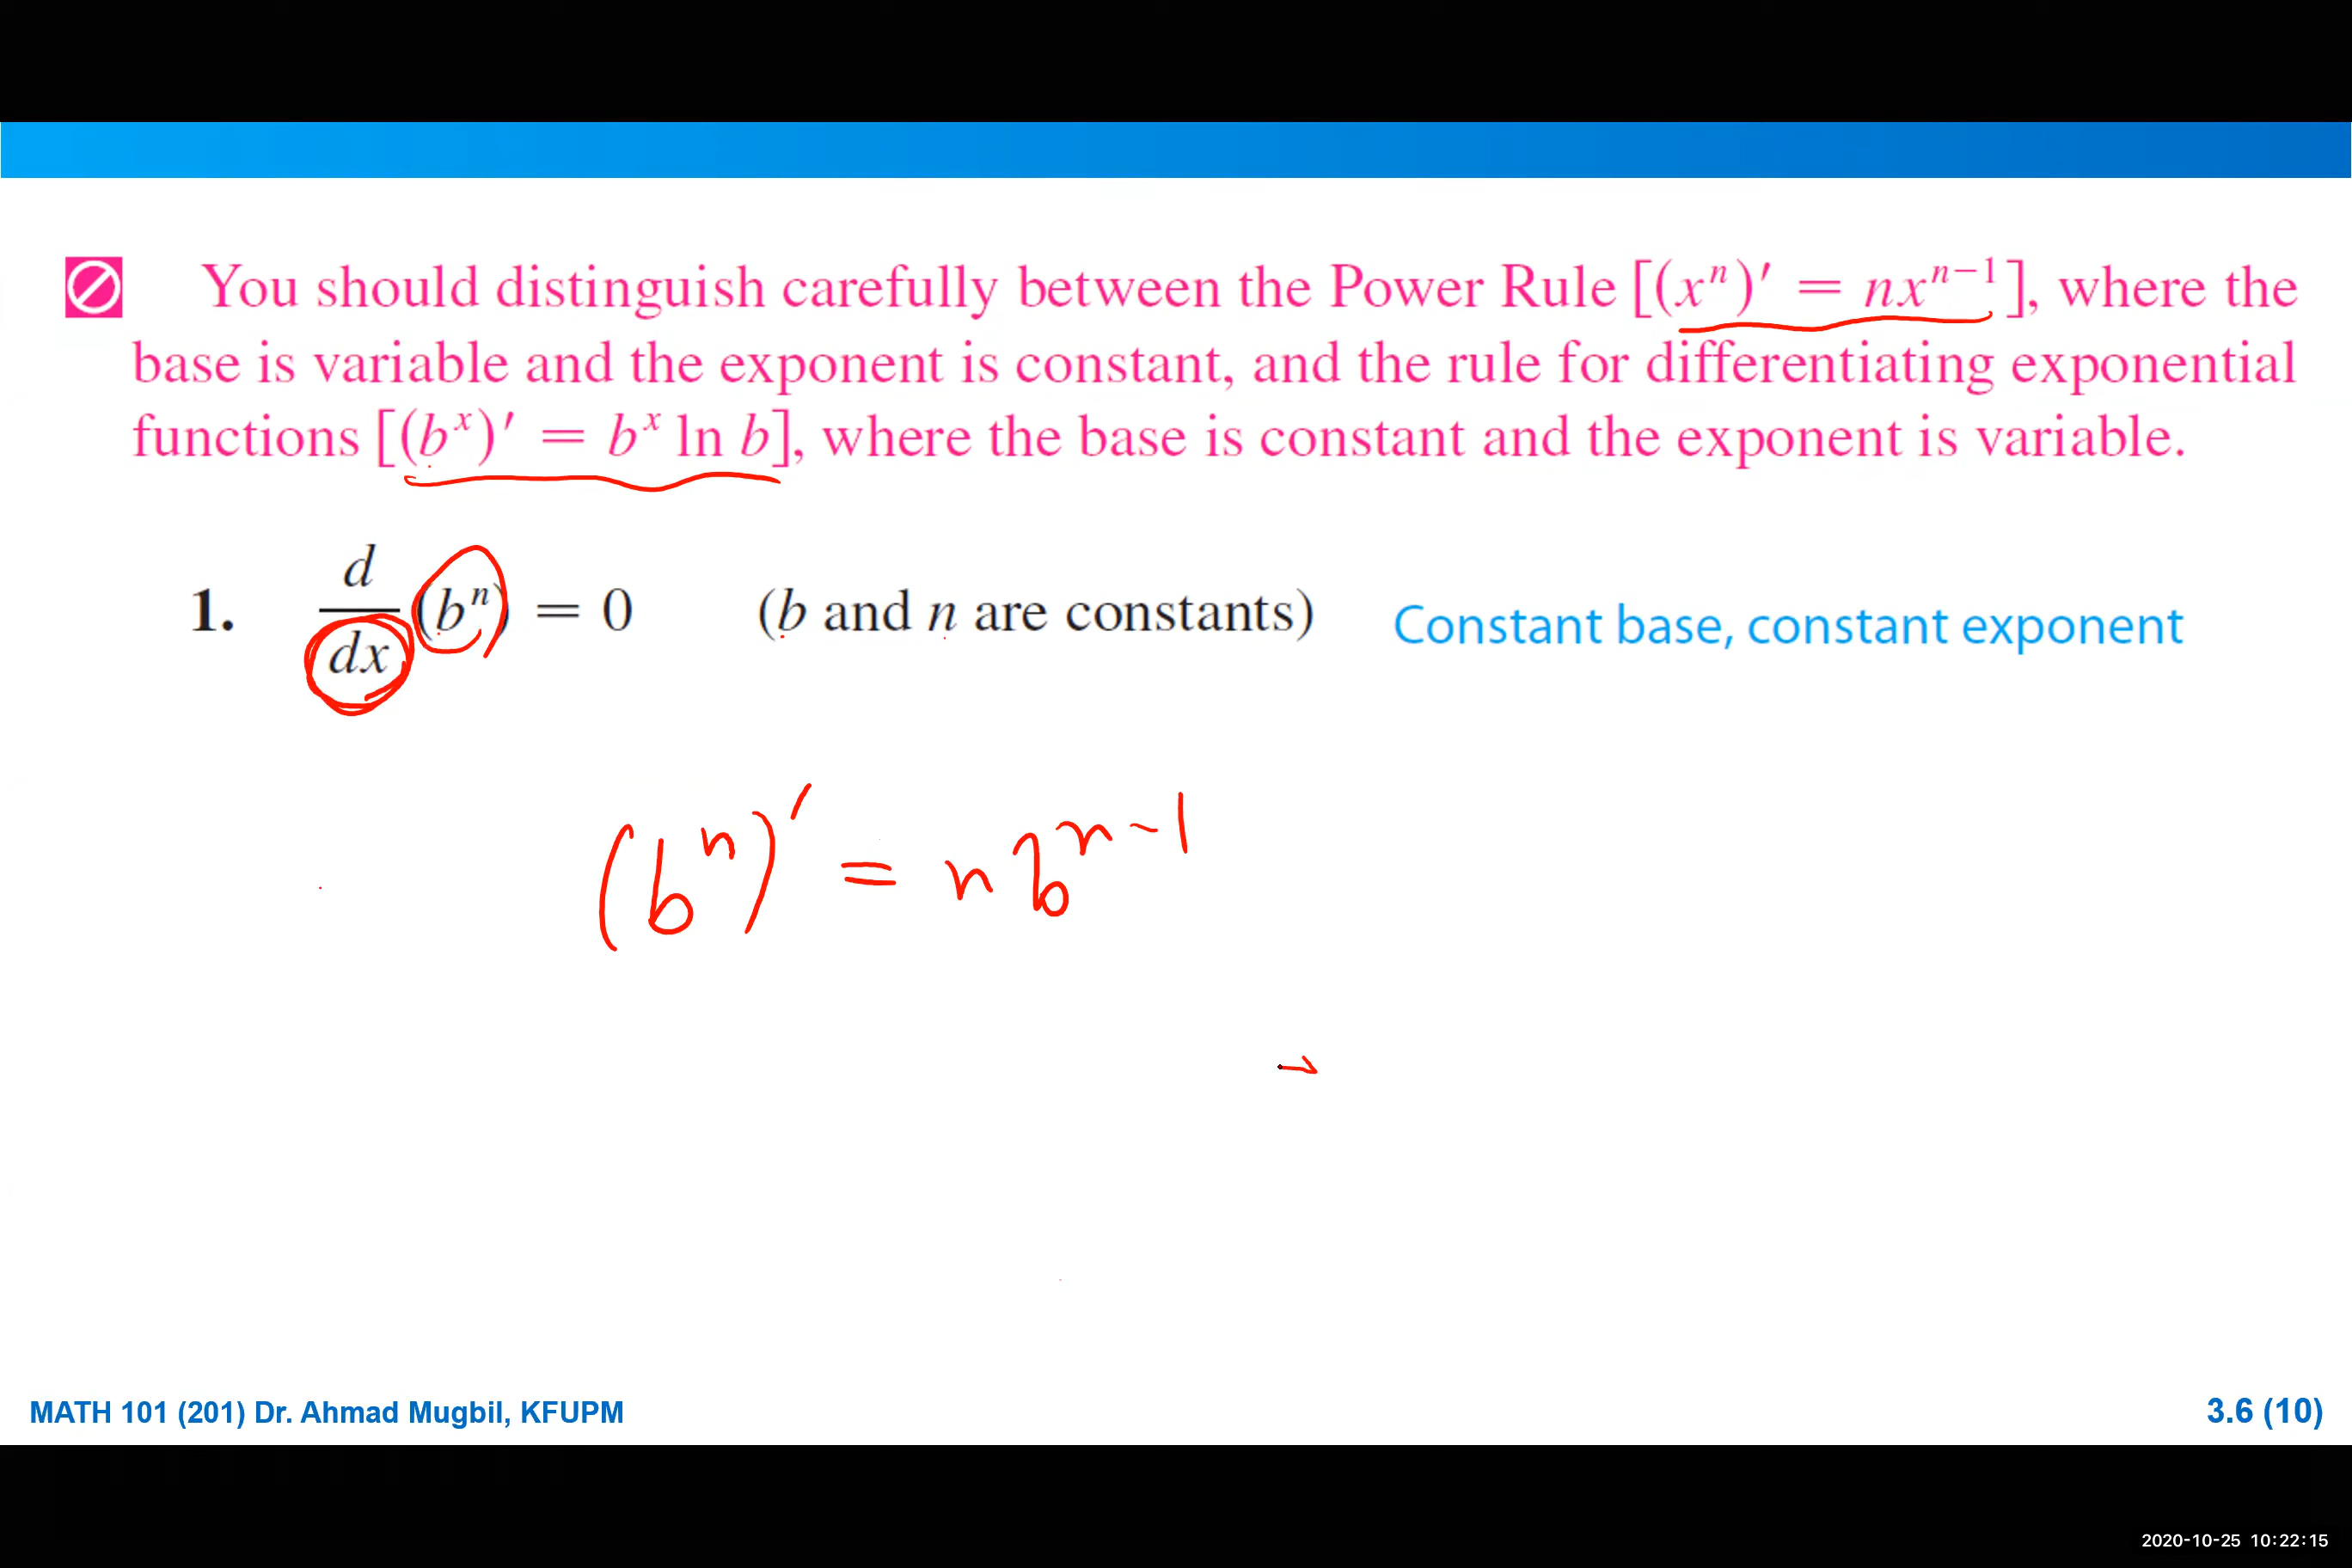 You should distinguish carefully between the Power Rule [(xⁿ)′ = nxⁿ⁻¹], where the
base is variable and the exponent is constant, and the rule for differentiating exponential
functions [(bˣ)′ = bˣ ln b], where the base is constant and the exponent is variable.
1. d/dx (bⁿ) = 0 (b and n are constants) Constant base, constant exponent
(bⁿ)′ = nbⁿ⁻¹
MATH 101 (201) Dr. Ahmad Mugbil, KFUPM 3.6 (10)
2020-10-25 10:22:15